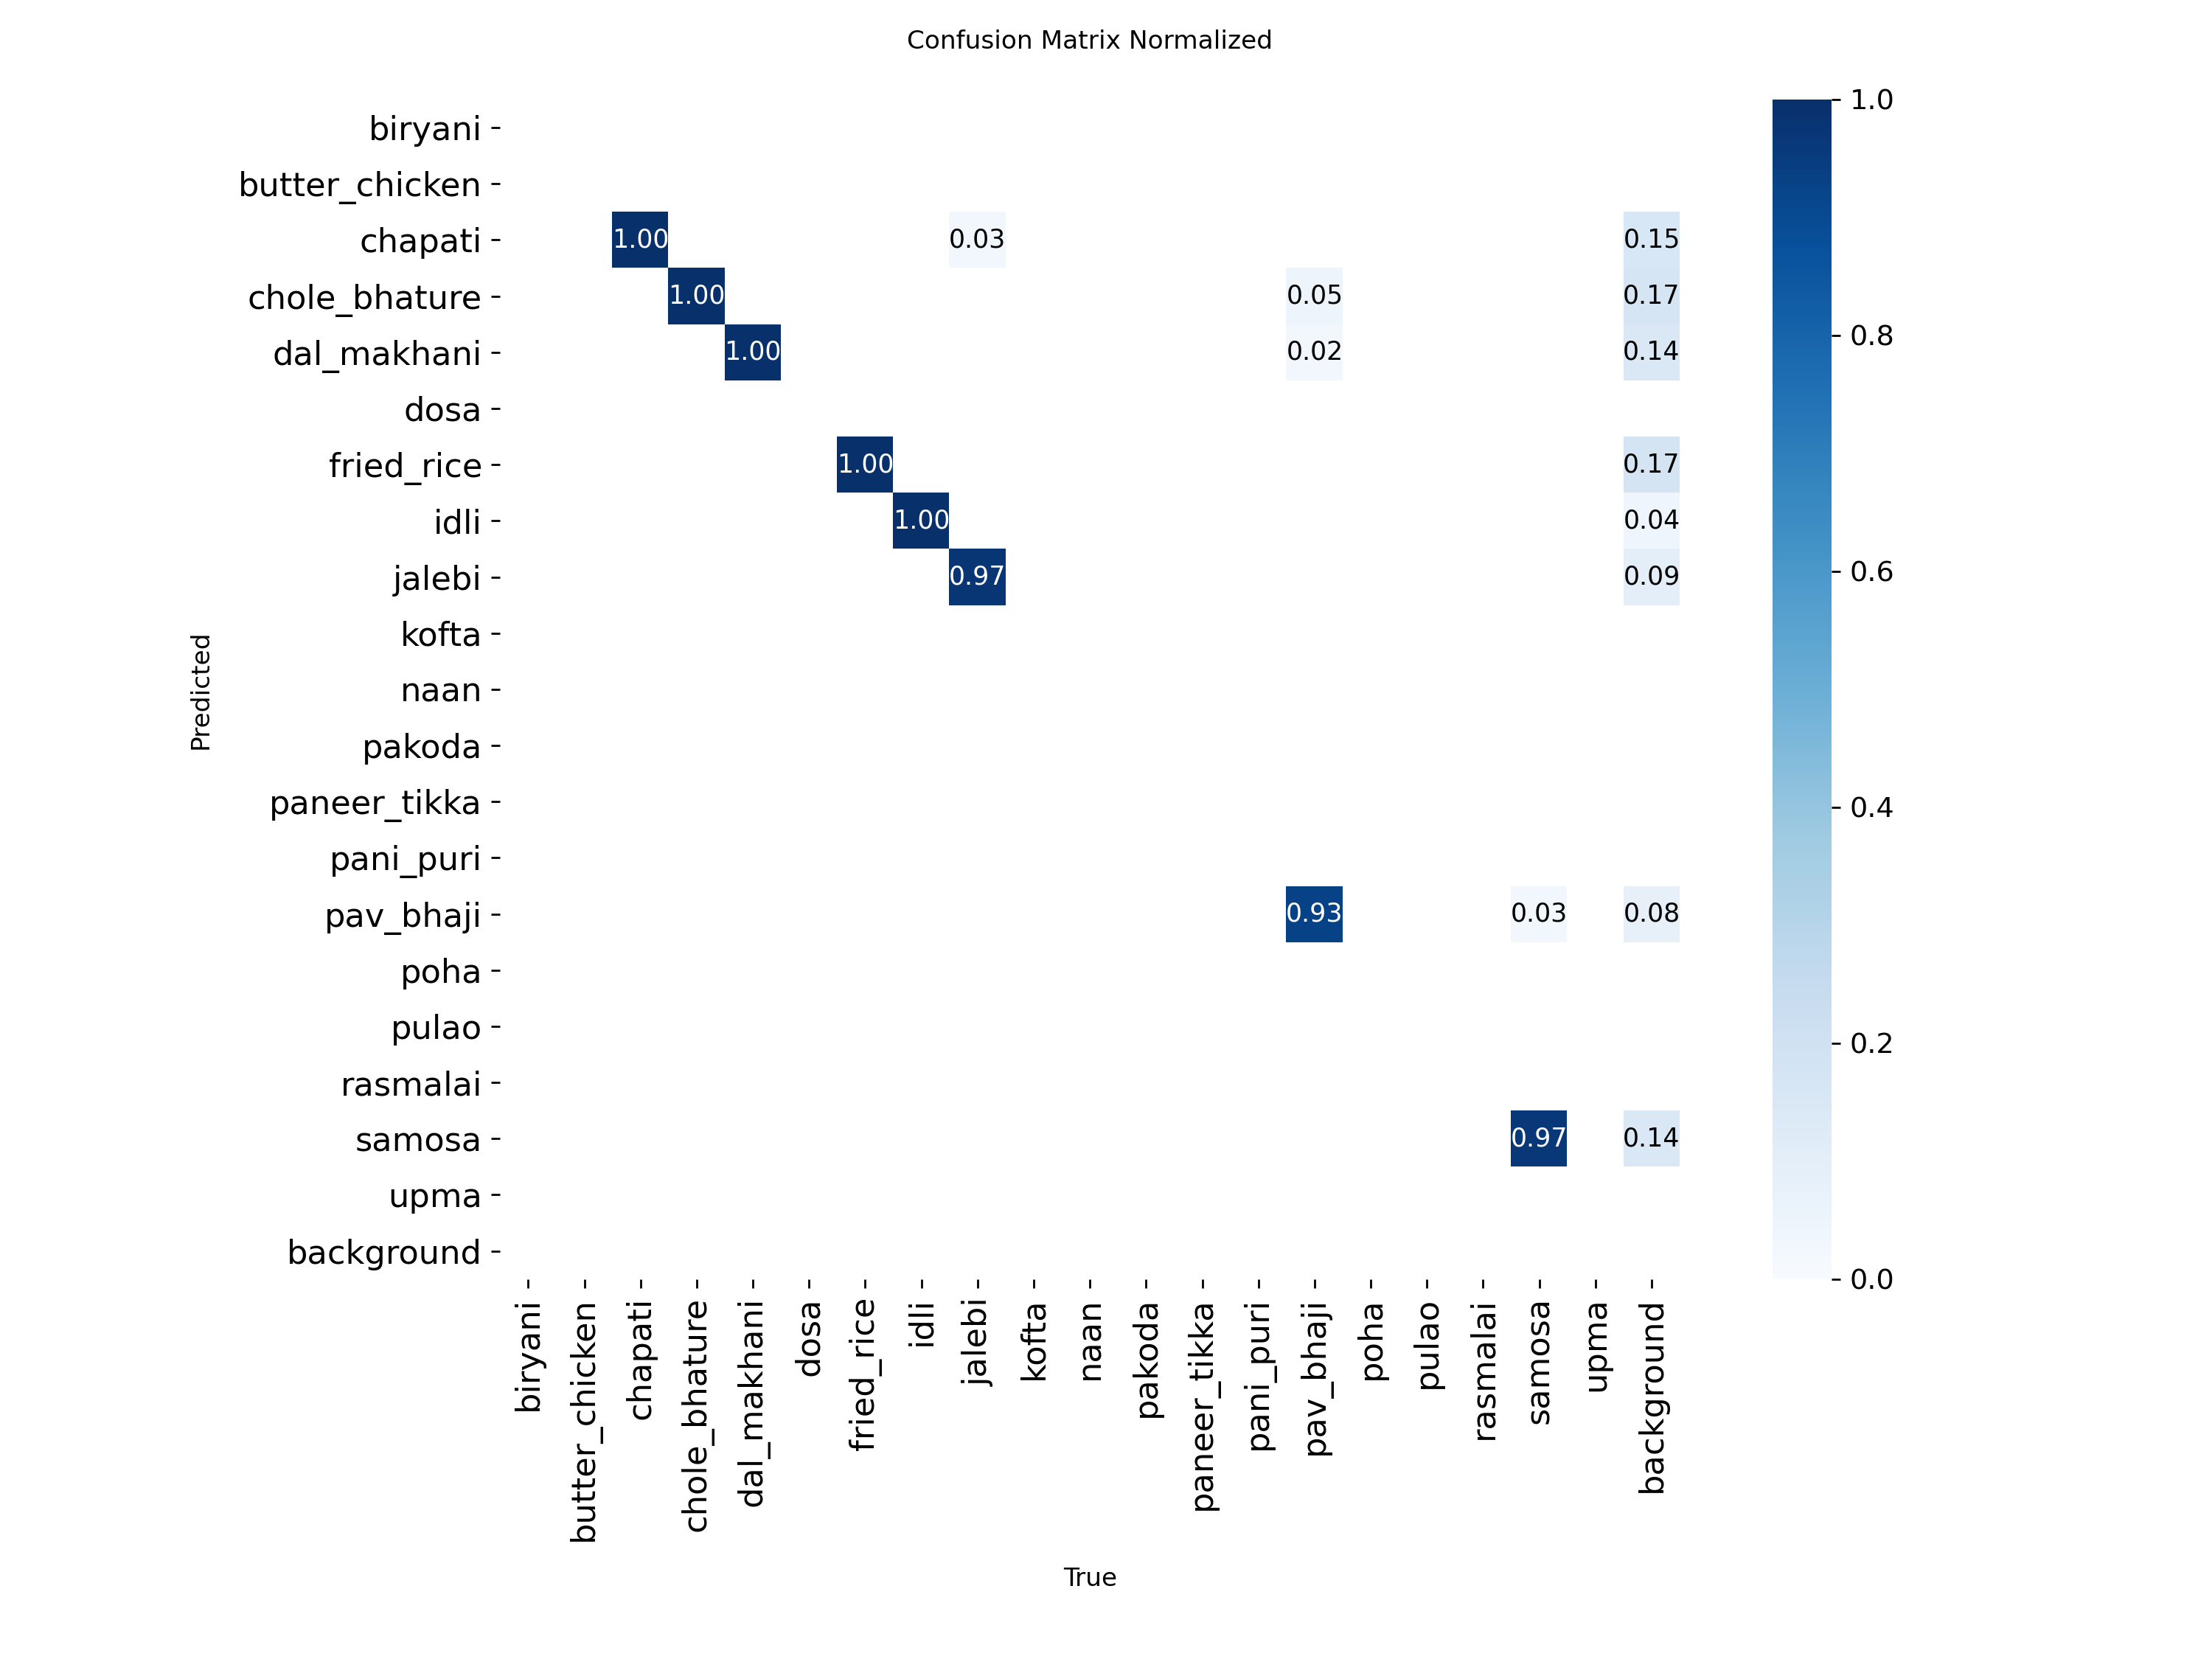 Confusion Matrix Normalized
biryani
butter_chicken
chapati 1.00 0.03 0.15
chole_bhature 1.00 0.05 0.17
dal_makhani 1.00 0.02 0.14
dosa
fried_rice 1.00 0.17
idli 1.00 0.04
jalebi 0.97 0.09
kofta
naan
pakoda
paneer_tikka
pani_puri
pav_bhaji 0.93 0.03 0.08
poha
pulao
rasmalai
samosa 0.97 0.14
upma
background
Predicted
biryani
butter_chicken
chapati
chole_bhature
dal_makhani
dosa
fried_rice
idli
jalebi
kofta
naan
pakoda
paneer_tikka
pani_puri
pav_bhaji
poha
pulao
rasmalai
samosa
upma
background
True
1.0
0.8
0.6
0.4
0.2
0.0